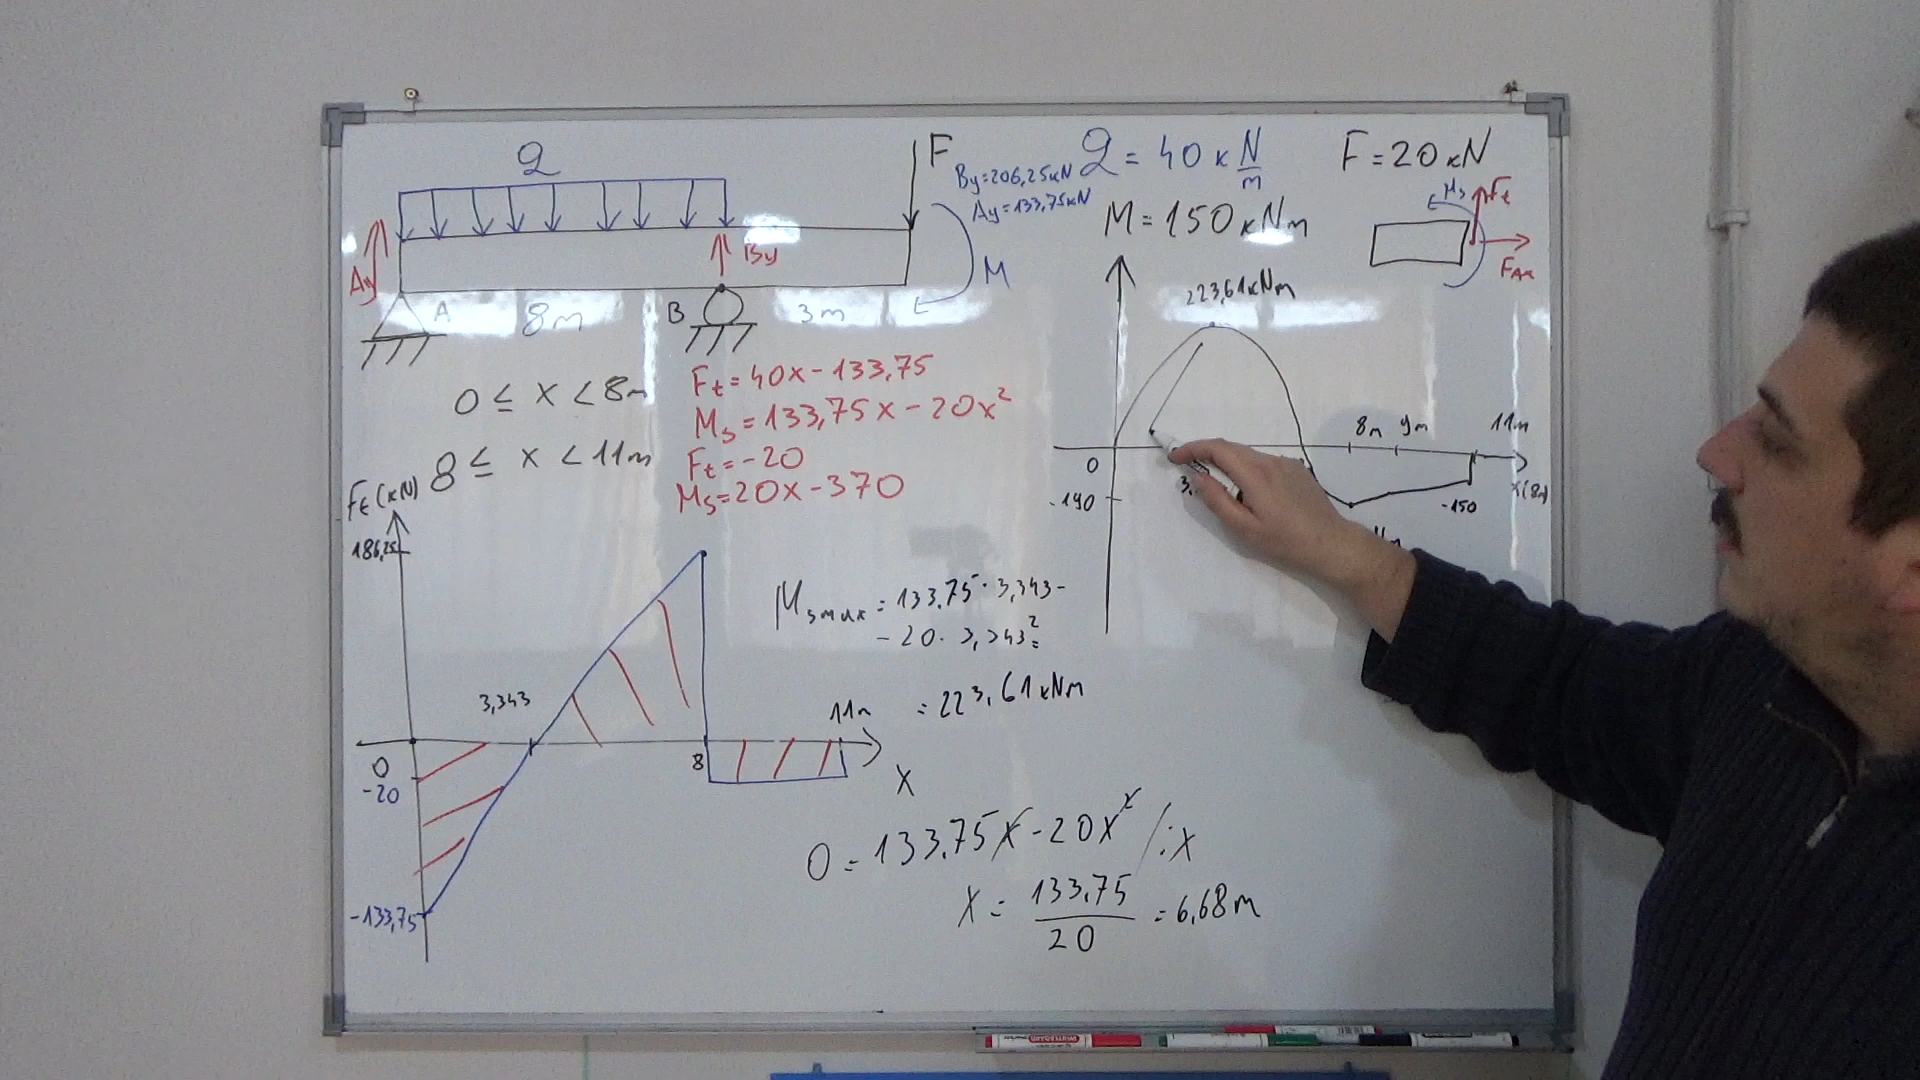 q
F
By=206,25kN
Ay=133,75kN
q = 40 kN/m
F = 20 kN
M = 150 kNm
Ms
Ft
FAx
Ay
By
M
A
8m
B
3m
0 ≤ x < 8m
Ft = 40x - 133,75
Ms = 133,75x - 20x²
8 ≤ x < 11m
Ft = -20
Ms = 20x - 370
223,61kNm
8m
9m
11m
0
3,
-190
-150
Ft(kN)
186,25
3,343
0
-20
8
11m
X
-133,75
Msmax = 133,75 · 3,343 -
- 20 · 3,343² =
= 223,61 kNm
0 = 133,75x - 20x² / : x
x = 133,75/20 = 6,68m